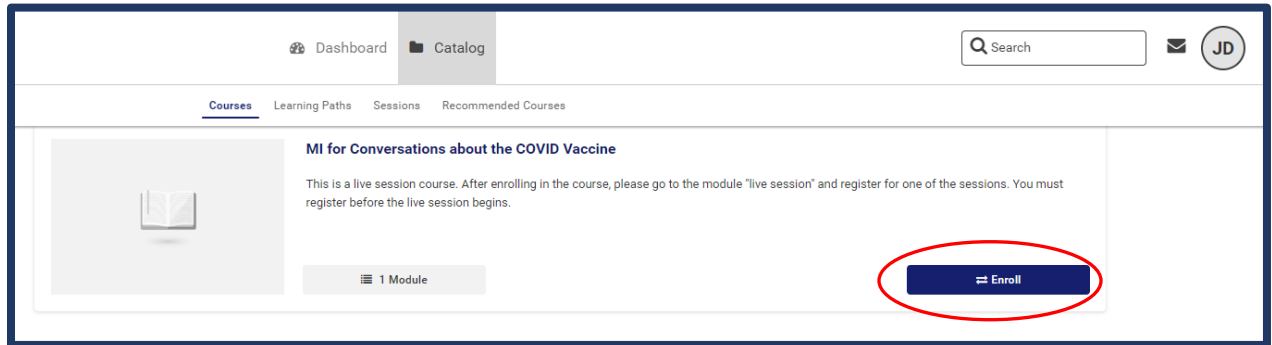 Dashboard Catalog Search JD
Courses Learning Paths Sessions Recommended Courses
MI for Conversations about the COVID Vaccine
This is a live session course. After enrolling in the course, please go to the module "live session" and register for one of the sessions. You must
register before the live session begins.
1 Module Enroll